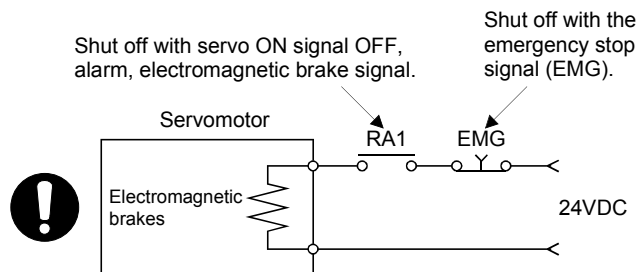 Shut off with servo ON signal OFF,
alarm, electromagnetic brake signal.
Shut off with the
emergency stop
signal (EMG).
Servomotor
RA1
EMG
Electromagnetic
brakes
24VDC